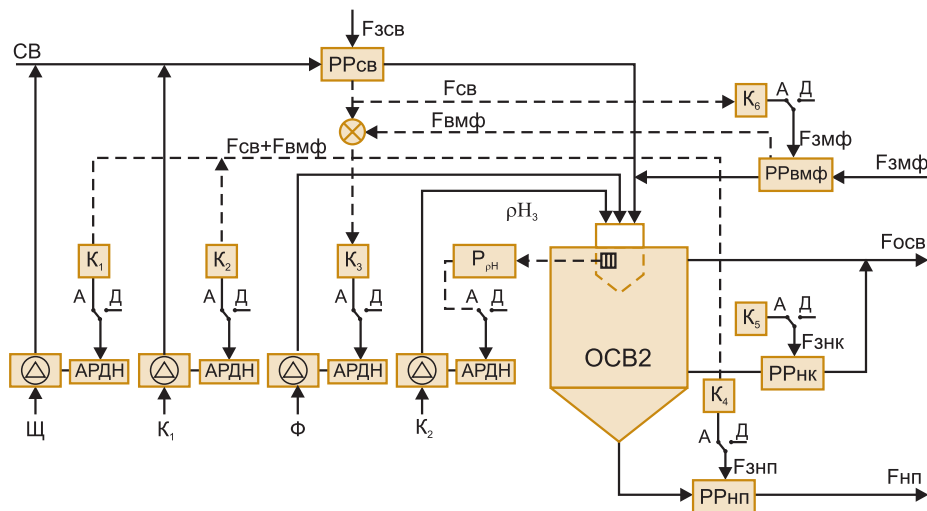 Fзсв
СВ
РРсв
Fсв
К₆
А
Д
Fвмф
Fзмф
Fсв+Fвмф
РРвмф
Fзмф
ρН₃
К₁
К₂
К₃
РρН
Fосв
А
Д
А
Д
А
Д
А
Д
К₅
А
Д
Fзнк
ОСВ2
АРДН
АРДН
АРДН
АРДН
РРнк
К₄
Щ
К₁
Ф
К₂
А
Д
Fзнп
РРнп
Fнп